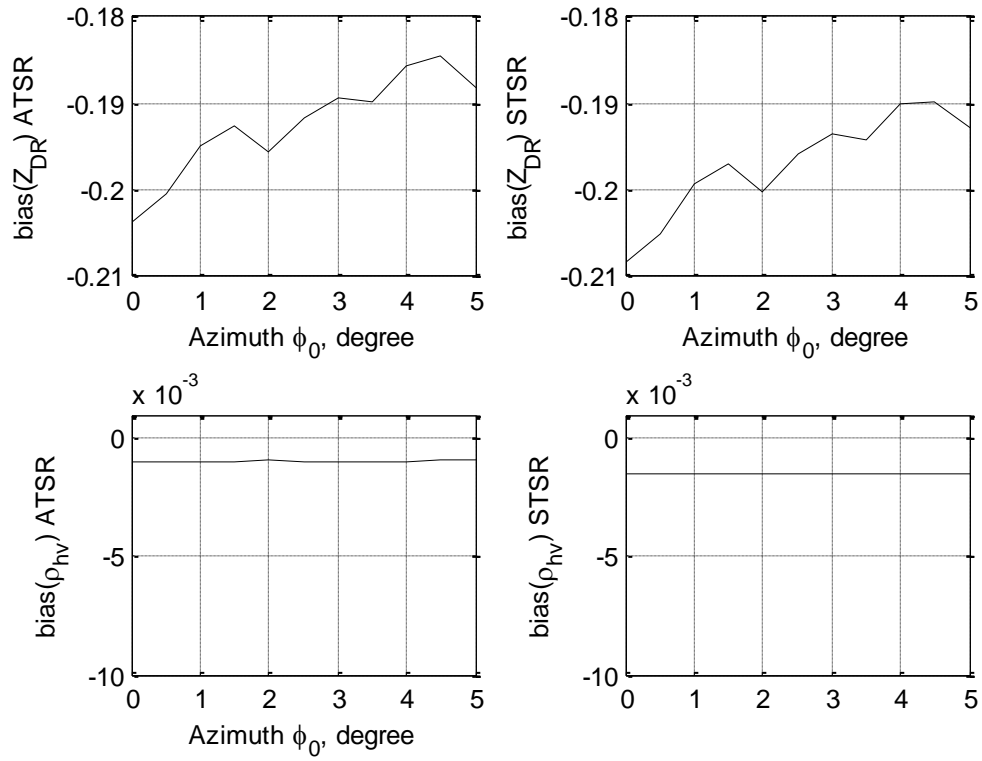 bias(Z_DR) ATSR
-0.18
-0.19
-0.2
-0.21
0 1 2 3 4 5
Azimuth ϕ_0, degree
bias(Z_DR) STSR
-0.18
-0.19
-0.2
-0.21
0 1 2 3 4 5
Azimuth ϕ_0, degree
x 10^-3
bias(ρ_hv) ATSR
0
-5
-10
0 1 2 3 4 5
Azimuth ϕ_0, degree
x 10^-3
bias(ρ_hv) STSR
0
-5
-10
0 1 2 3 4 5